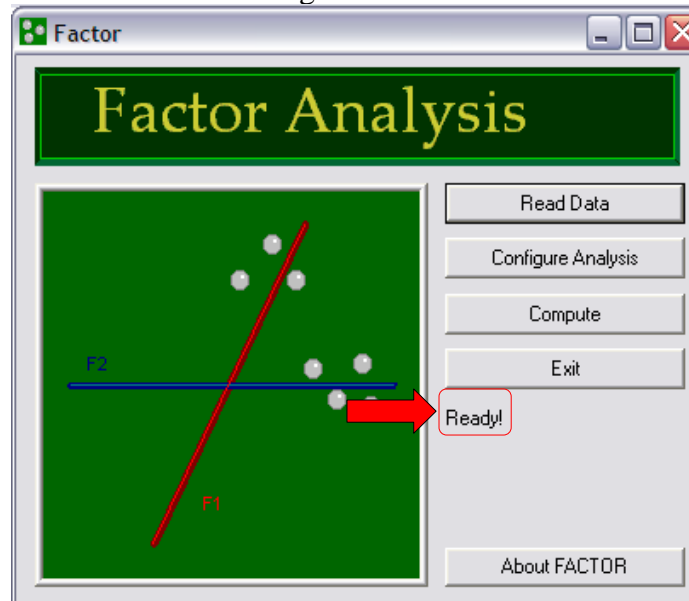 Factor
Factor Analysis
Read Data
Configure Analysis
Compute
F2
Exit
Ready!
F1
About FACTOR